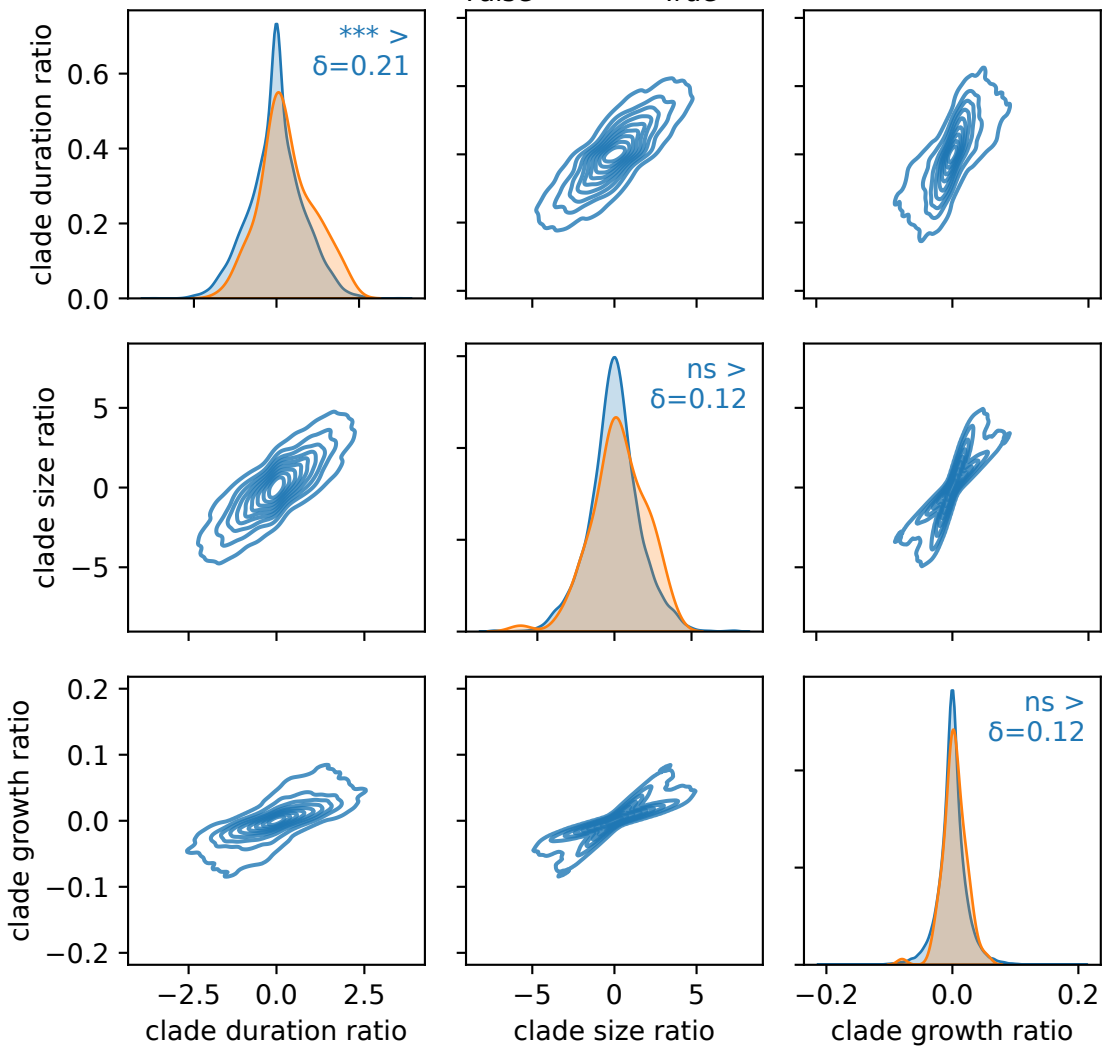 clade duration ratio
0.6
0.4
0.2
0.0
*** >
δ=0.21
clade size ratio
5
0
−5
ns >
δ=0.12
clade growth ratio
0.2
0.1
0.0
−0.1
−0.2
ns >
δ=0.12
−2.5 0.0 2.5
−5 0 5
−0.2 0.0 0.2
clade duration ratio
clade size ratio
clade growth ratio